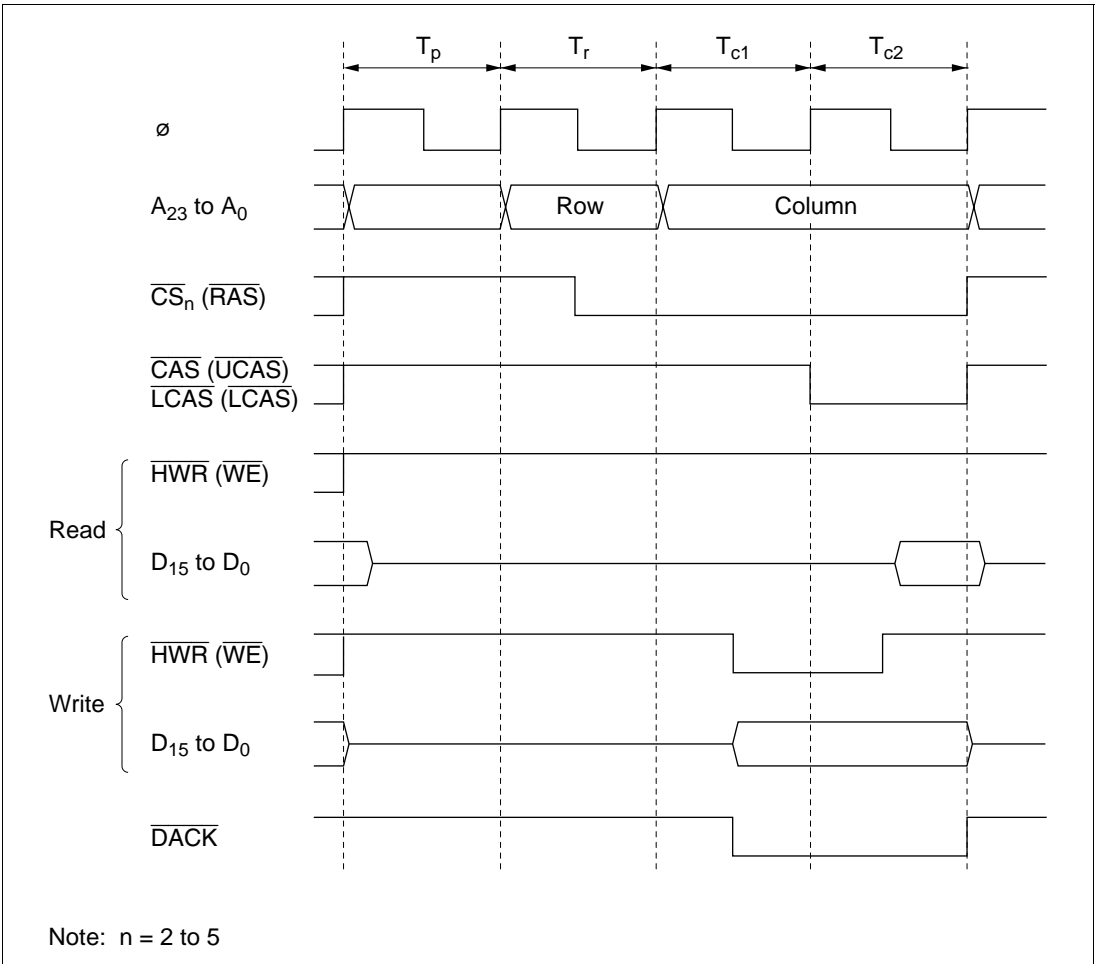 Tp Tr Tc1 Tc2
ø
A23 to A0 Row Column
CSn (RAS)
CAS (UCAS)
LCAS (LCAS)
Read
HWR (WE)
D15 to D0
Write
HWR (WE)
D15 to D0
DACK
Note: n = 2 to 5